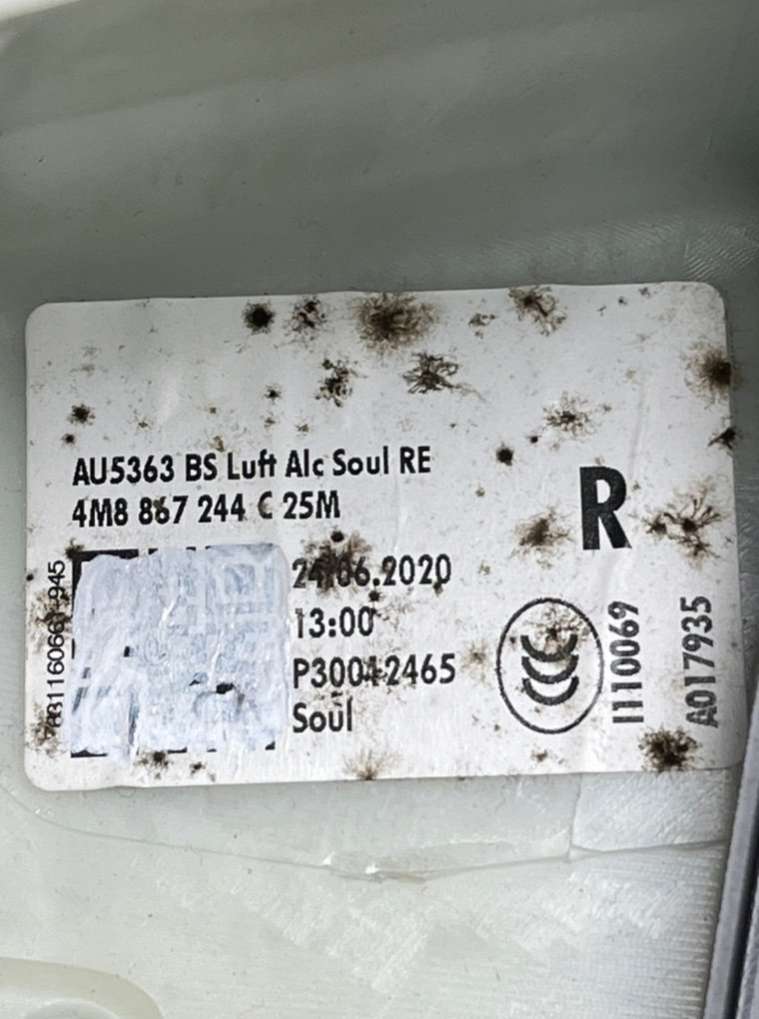 AU5363 BS Luft Alc Soul RE
4M8 867 244 C 25M
R
24.06.2020
13:00
P30042465
Soul
CCC
I110069
A017935